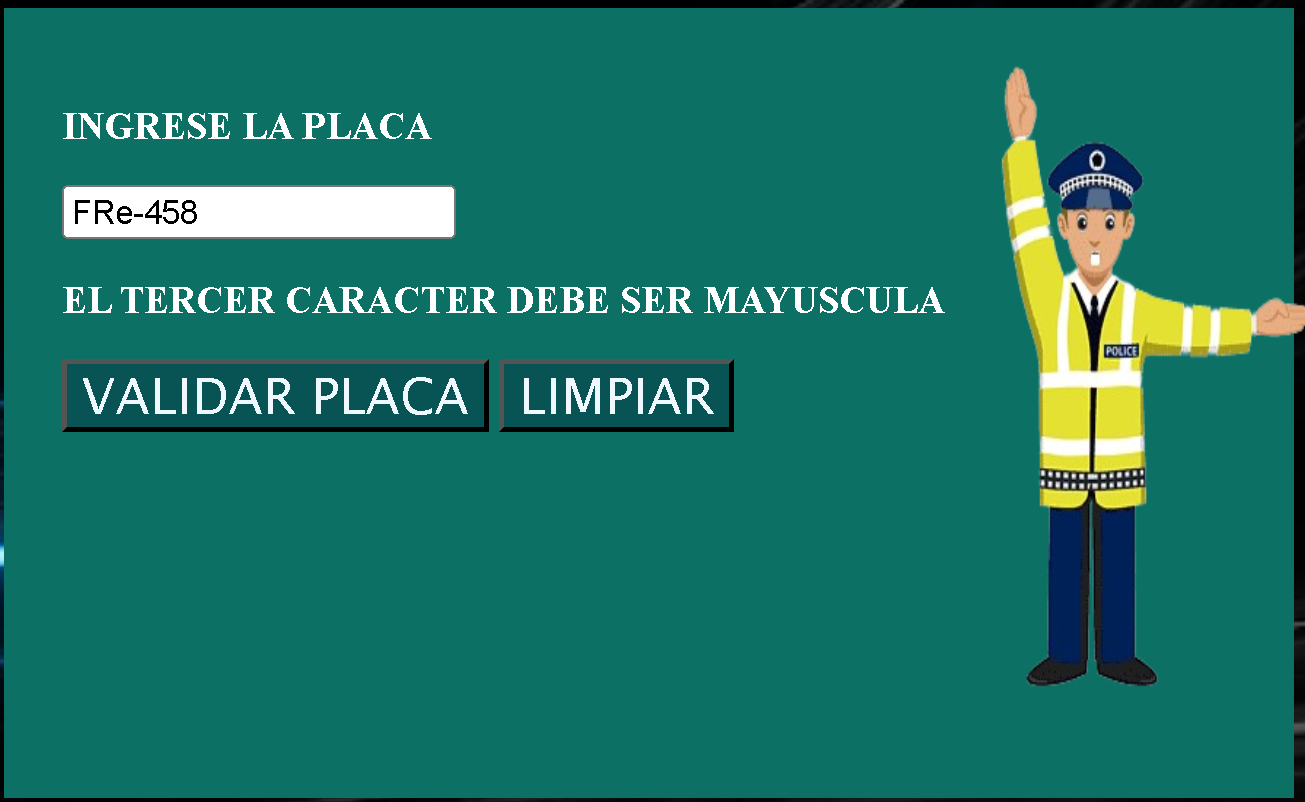 INGRESE LA PLACA
FRe-458
EL TERCER CARACTER DEBE SER MAYUSCULA
VALIDAR PLACA LIMPIAR
POLICE